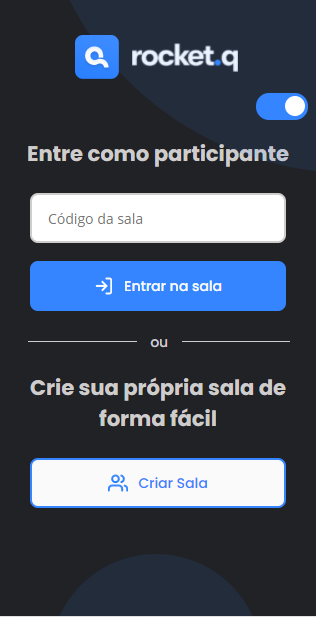 rocket.q
Entre como participante
Código da sala
Entrar na sala
ou
Crie sua própria sala de
forma fácil
Criar Sala